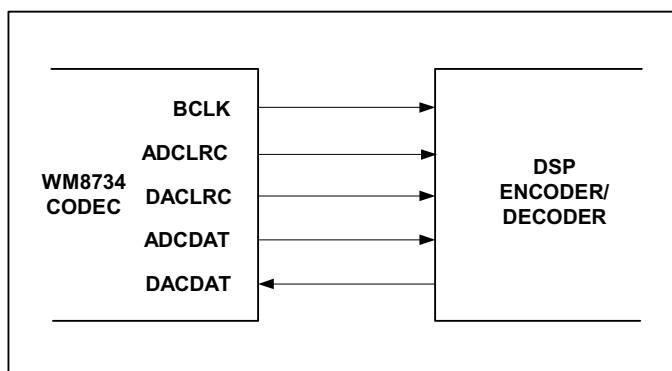 BCLK
ADCLRC
WM8734
CODEC
DACLRC
ADCDAT
DACDAT
DSP
ENCODER/
DECODER